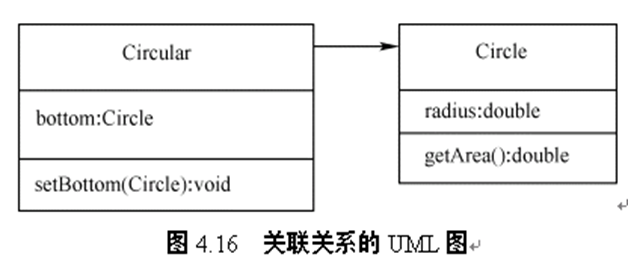 Circular
bottom:Circle
setBottom(Circle):void
Circle
radius:double
getArea():double
图 4.16 关联关系的 UML 图